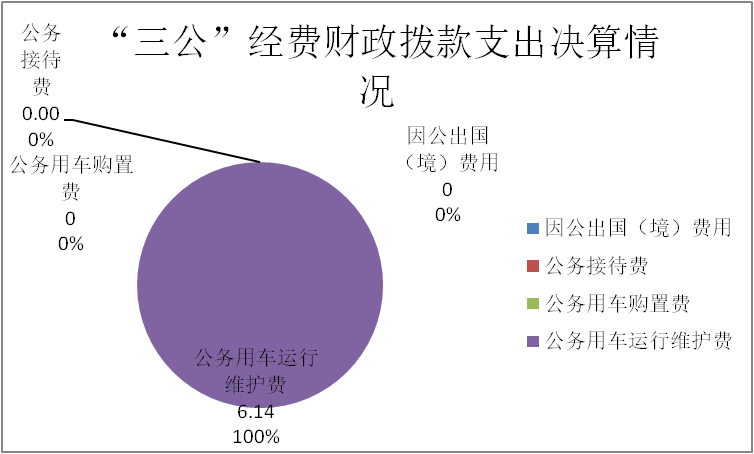 “三公”经费财政拨款支出决算情
况
公务
接待
费
0.00
0%
公务用车购置
费
0
0%
因公出国
（境）费用
0
0%
公务用车运行
维护费
6.14
100%
因公出国（境）费用
公务接待费
公务用车购置费
公务用车运行维护费